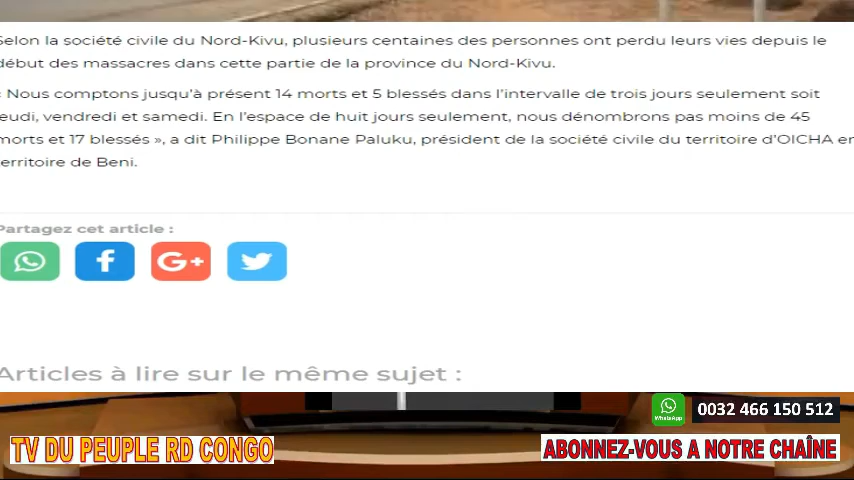 Selon la société civile du Nord-Kivu, plusieurs centaines des personnes ont perdu leurs vies depuis le
début des massacres dans cette partie de la province du Nord-Kivu.
« Nous comptons jusqu'à présent 14 morts et 5 blessés dans l'intervalle de trois jours seulement soit
jeudi, vendredi et samedi. En l'espace de huit jours seulement, nous dénombrons pas moins de 45
morts et 17 blessés », a dit Philippe Bonane Paluku, président de la société civile du territoire d'OICHA en
territoire de Beni.
Partagez cet article :
G+
Articles à lire sur le même sujet :
WhatsApp
0032 466 150 512
TV DU PEUPLE RD CONGO
ABONNEZ-VOUS A NOTRE CHAÎNE